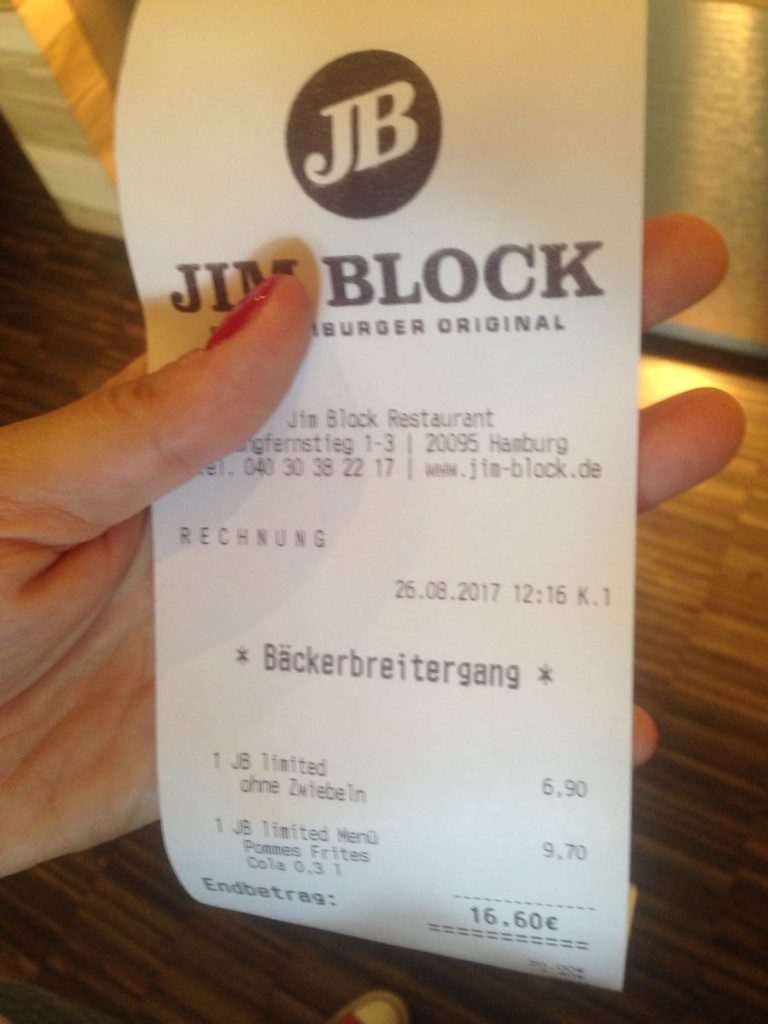 JB
JIM BLOCK
BURGER ORIGINAL
Jim Block Restaurant
ngfernstieg 1-3 | 20095 Hamburg
el. 040 30 38 22 17 | www.jim-block.de
RECHNUNG
26.08.2017 12:16 K.1
* Bäckerbreitergang *
1 JB limited
ohne Zwiebeln 6,90
1 JB limited Menü
Pommes Frites 9,70
Cola 0,3 l
Endbetrag: 16,60€